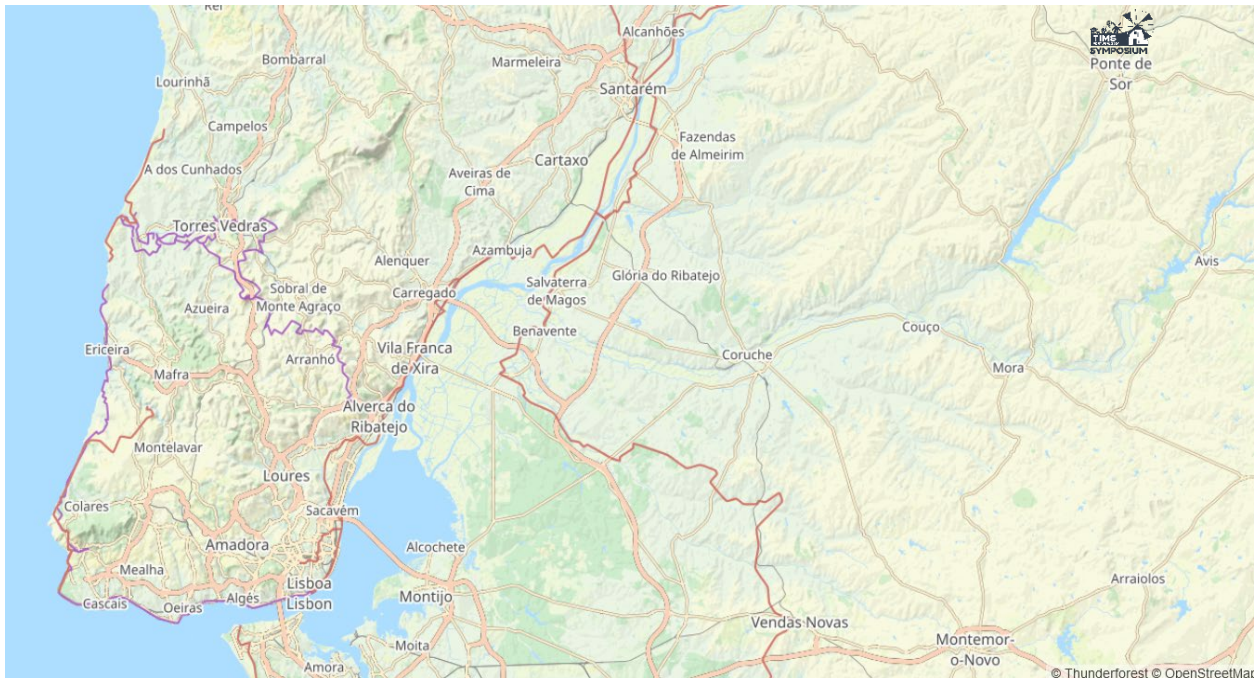 Rei
Alcanhões
Bombarral
Marmeleira
Lourinhã
Santarém
TIMS
SYMPOSIUM
Ponte de
Sor
Campelos
Fazendas
de Almeirim
Cartaxo
A dos Cunhados
Aveiras de
Cima
Torres Vedras
Azambuja
Alenquer
Avis
Glória do Ribatejo
Salvaterra
de Magos
Sobral de
Monte Agraço
Carregado
Azueira
Benavente
Couço
Ericeira
Arranhó
Vila Franca
de Xira
Coruche
Mafra
Mora
Alverca do
Ribatejo
Montelavar
Loures
Colares
Sacavém
Amadora
Alcochete
Mealha
Lisboa
Lisbon
Arraiolos
Cascais
Oeiras
Algés
Montijo
Vendas Novas
Moita
Montemor-
o-Novo
Amora
© Thunderforest © OpenStreetMap